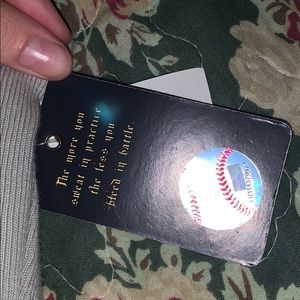 The more you
sweat in practice
the less you
bleed in battle.